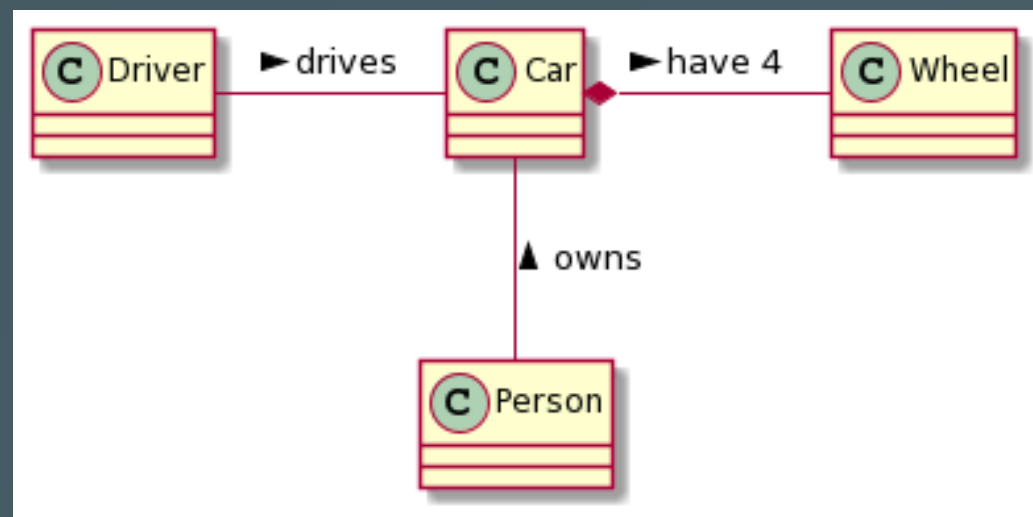 C Driver
► drives
C Car
► have 4
C Wheel
▲ owns
C Person